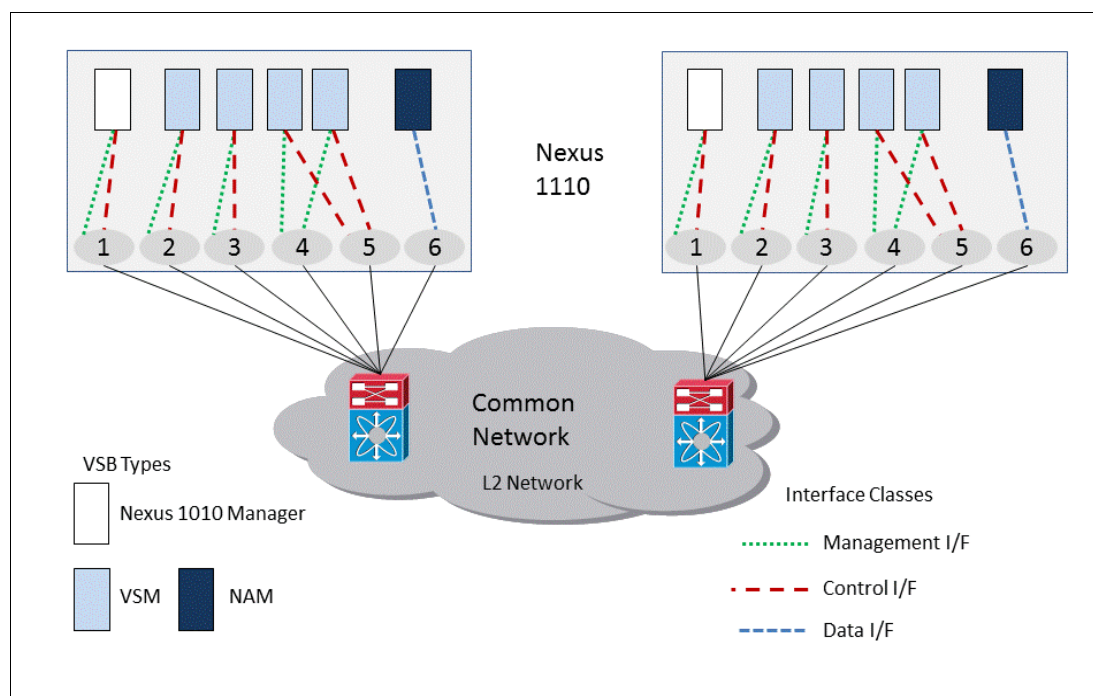 1 2 3 4 5 6
Nexus
1110
1 2 3 4 5 6
Common
Network
L2 Network
VSB Types
Nexus 1010 Manager
VSM NAM
Interface Classes
Management I/F
Control I/F
Data I/F